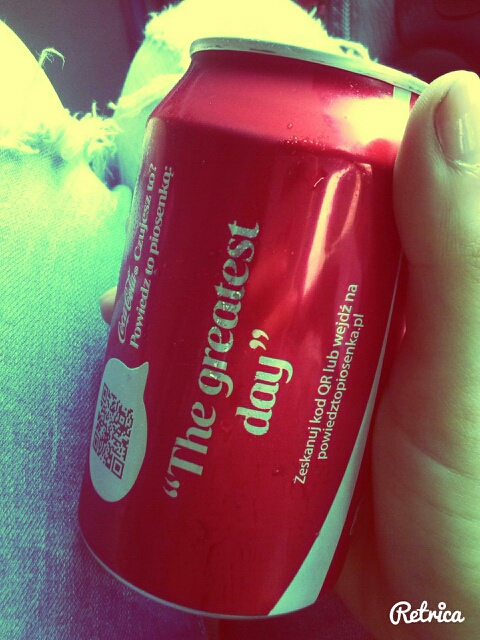 Coca-Cola® Czujesz to?
Powiedz to piosenką:
“The greatest
day”
Zeskanuj kod QR lub wejdź na
powiedztopiosenka.pl
Retrica